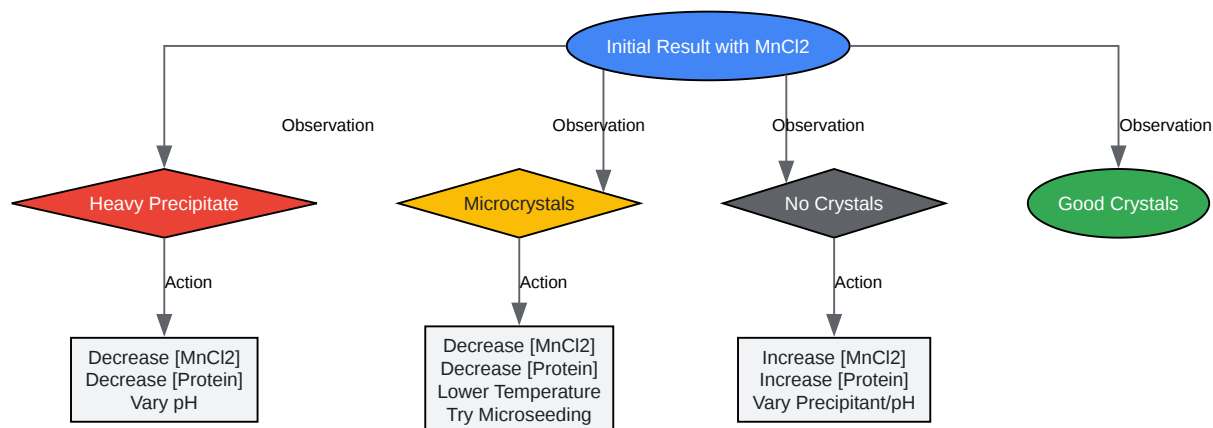 Initial Result with MnCl2
Observation
Observation
Observation
Observation
Heavy Precipitate
Microcrystals
No Crystals
Good Crystals
Action
Action
Action
Decrease [MnCl2]
Decrease [Protein]
Vary pH
Decrease [MnCl2]
Decrease [Protein]
Lower Temperature
Try Microseeding
Increase [MnCl2]
Increase [Protein]
Vary Precipitant/pH